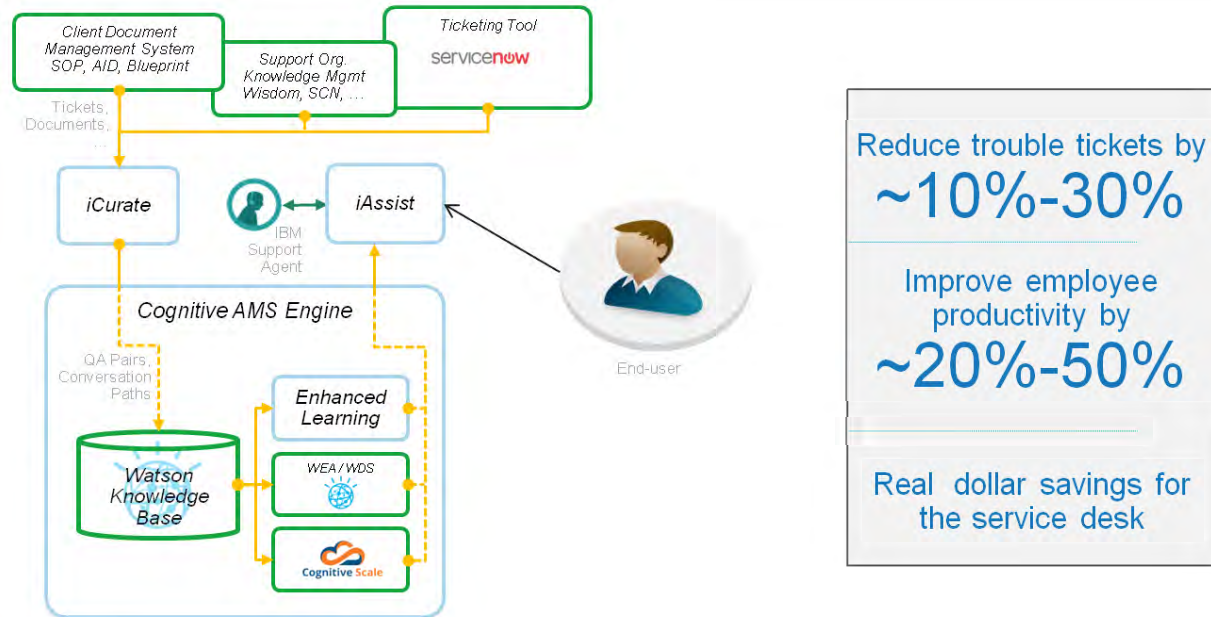 Client Document
Management System
SOP, AID, Blueprint
Support Org.
Knowledge Mgmt
Wisdom, SCN, ...
Ticketing Tool
servicenow
Tickets,
Documents,
...
iCurate
iAssist
IBM
Support
Agent
End-user
Cognitive AMS Engine
QA Pairs,
Conversation
Paths
Watson
Knowledge
Base
Enhanced
Learning
WEA / WDS
Cognitive Scale
Reduce trouble tickets by
~10%-30%
Improve employee
productivity by
~20%-50%
Real dollar savings for
the service desk